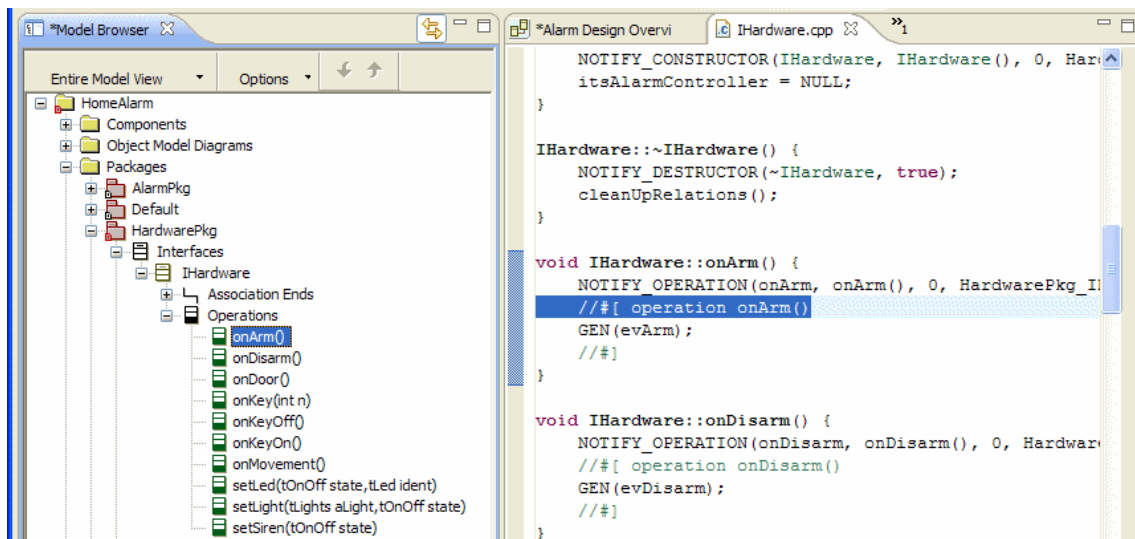 *Model Browser
Entire Model View
Options
HomeAlarm
Components
Object Model Diagrams
Packages
AlarmPkg
Default
HardwarePkg
Interfaces
IHardware
Association Ends
Operations
onArm()
onDisarm()
onDoor()
onKey(int n)
onKeyOff()
onKeyOn()
onMovement()
setLed(tOnOff state,tLed ident)
setLight(tLights aLight,tOnOff state)
setSiren(tOnOff state)
*Alarm Design Overvi
.c IHardware.cpp
»1
NOTIFY_CONSTRUCTOR(IHardware, IHardware(), 0, Har
itsAlarmController = NULL;
}
IHardware::~IHardware() {
NOTIFY_DESTRUCTOR(~IHardware, true);
cleanUpRelations();
}
void IHardware::onArm() {
NOTIFY_OPERATION(onArm, onArm(), 0, HardwarePkg_I
//#[ operation onArm()
GEN(evArm);
//#]
}
void IHardware::onDisarm() {
NOTIFY_OPERATION(onDisarm, onDisarm(), 0, Hardwar
//#[ operation onDisarm()
GEN(evDisarm);
//#]
}